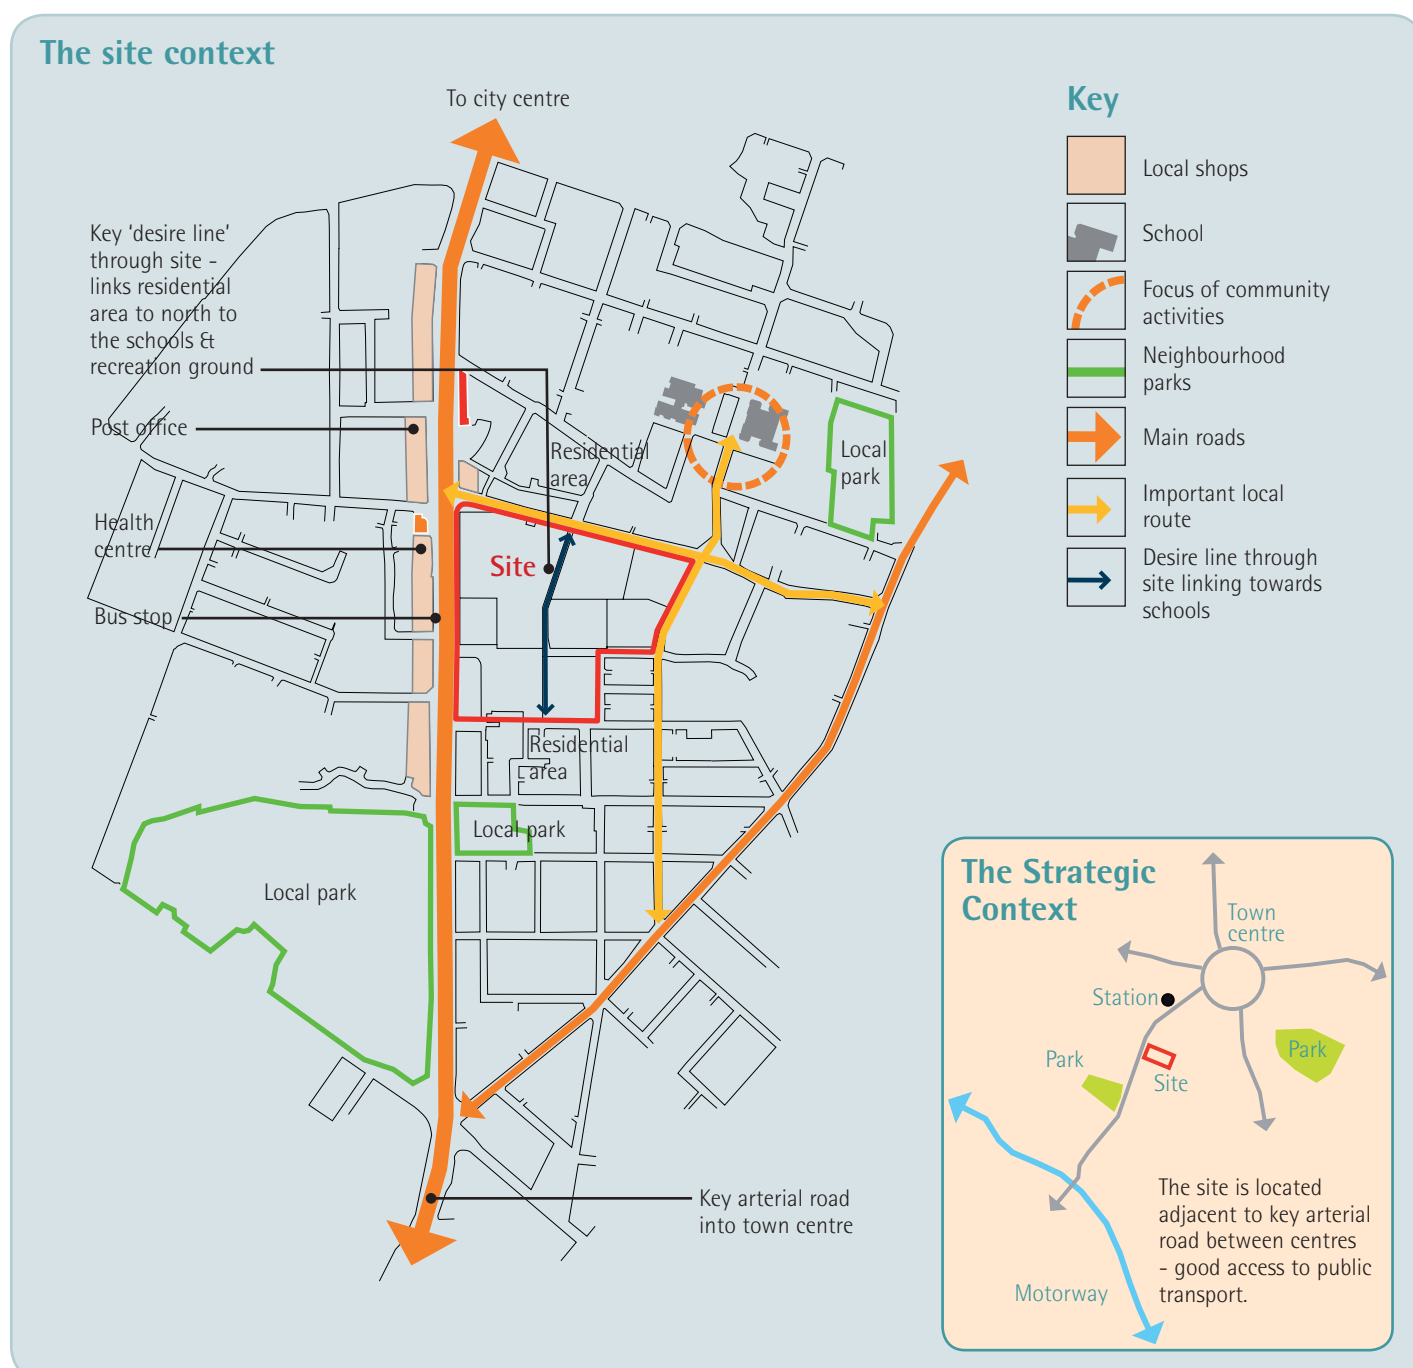 The site context
To city centre
Key ‘desire line’
through site -
links residential
area to north to
the schools &
recreation ground
Post office
Health
centre
Bus stop
Residential
area
Local
park
Site
Residential
area
Local park
Local park
Key arterial road
into town centre
Key
Local shops
School
Focus of community
activities
Neighbourhood
parks
Main roads
Important local
route
Desire line through
site linking towards
schools
The Strategic
Context
Town
centre
Station
Park
Park
Site
Motorway
The site is located
adjacent to key arterial
road between centres
- good access to public
transport.